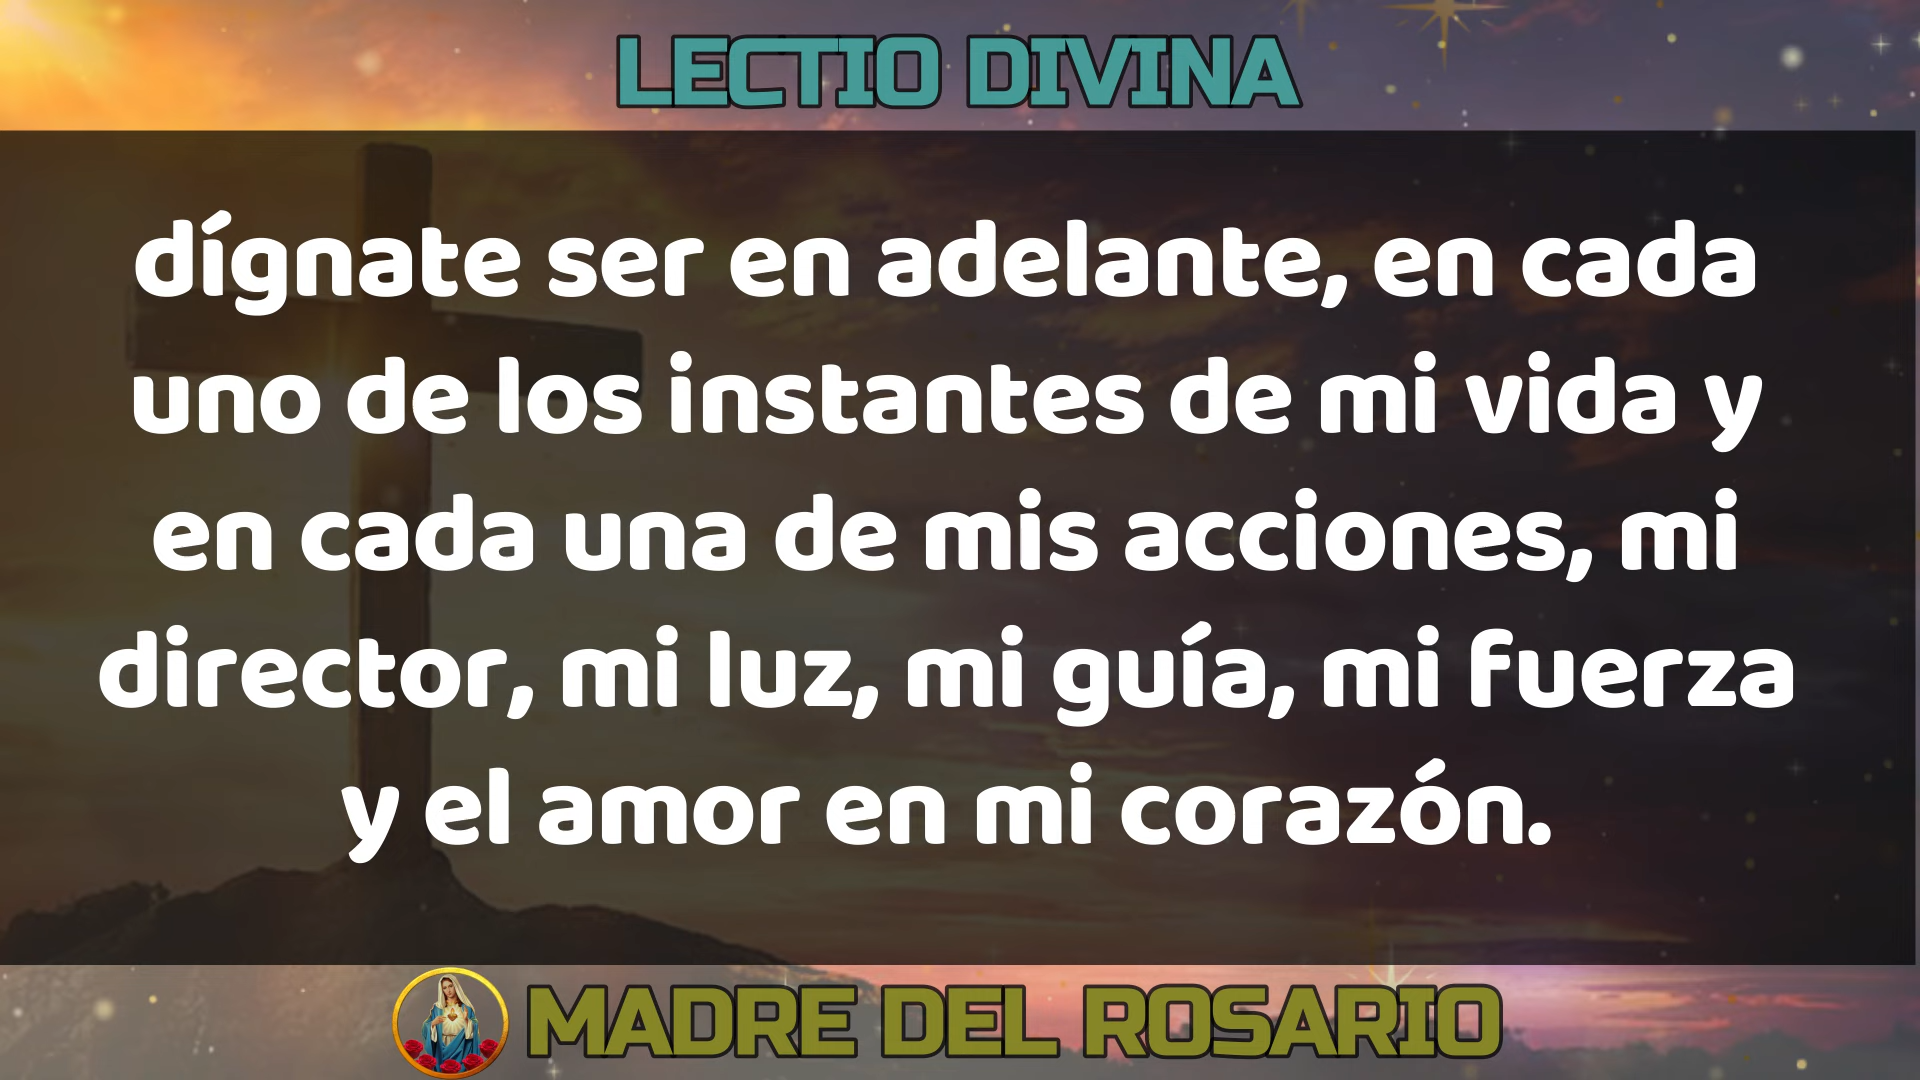 LECTIO DIVINA
dígnate ser en adelante, en cada
uno de los instantes de mi vida y
en cada una de mis acciones, mi
director, mi luz, mi guía, mi fuerza
y el amor en mi corazón.
MADRE DEL ROSARIO